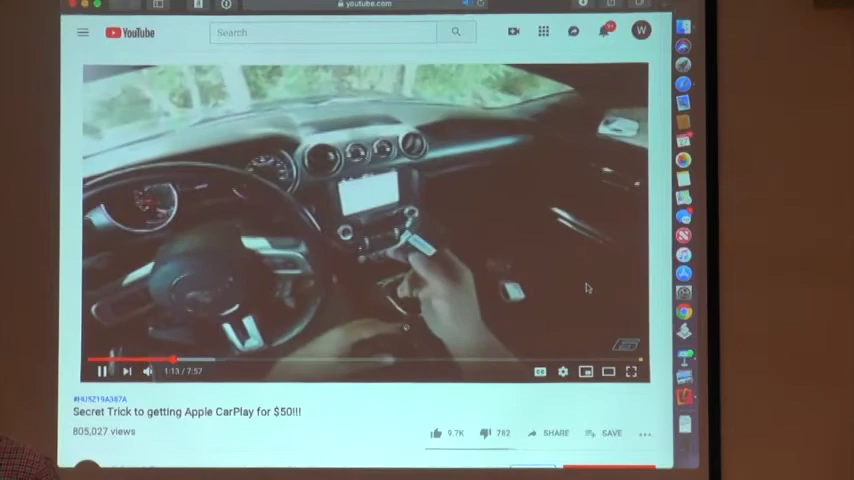 youtube.com
YouTube
Search
9+
W
1:13 / 7:57
#HU5Z19A387A
Secret Trick to getting Apple CarPlay for $50!!!
805,027 views
9.7K
782
SHARE
SAVE